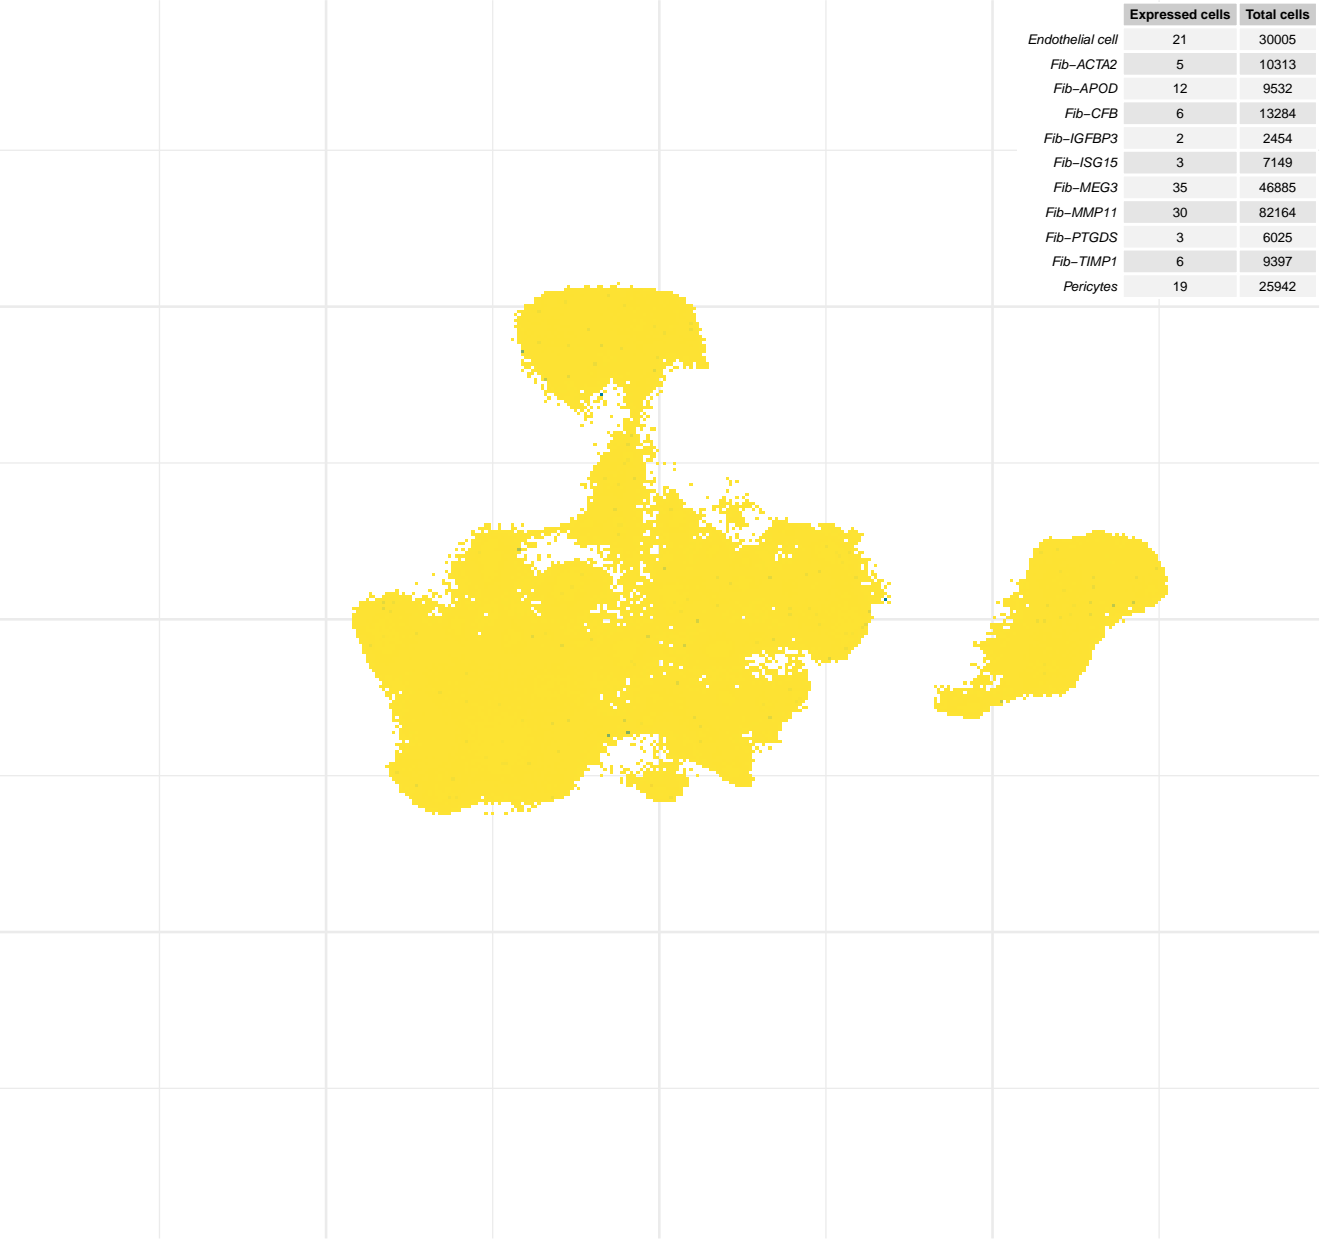 Expressed cells Total cells
Endothelial cell 21 30005
Fib−ACTA2 5 10313
Fib−APOD 12 9532
Fib−CFB 6 13284
Fib−IGFBP3 2 2454
Fib−ISG15 3 7149
Fib−MEG3 35 46885
Fib−MMP11 30 82164
Fib−PTGDS 3 6025
Fib−TIMP1 6 9397
Pericytes 19 25942